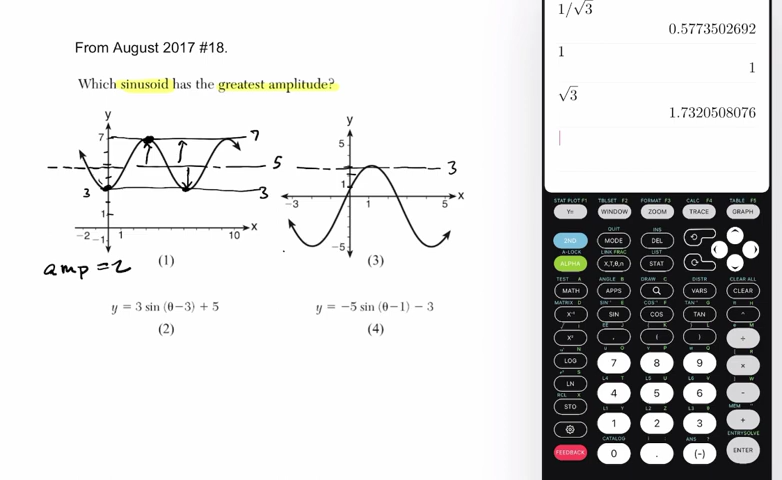 From August 2017 #18.
Which sinusoid has the greatest amplitude?
y
7
7
5
3
3
1
-2 -1
1
10
x
amp = 2
(1)
y
5
3
1
-3
1
5
x
-5
(3)
y = 3 sin (θ−3) + 5
(2)
y = −5 sin (θ−1) − 3
(4)
1/√3
0.5773502692
1
1
√3
1.7320508076
STAT PLOT F1 TBLSET F2 FORMAT F3 CALC F4 TABLE F5
Y= WINDOW ZOOM TRACE GRAPH
QUIT INS
2ND MODE DEL
A-LOCK LINK
ALPHA X,T,θ,n STAT
TEST A ANGLE B DRAW C DISTR CLEAR ALL
MATH APPS VARS CLEAR
MATRIX D SIN⁻¹ E COS⁻¹ F TAN⁻¹ G H
X⁻¹ SIN COS TAN ^
EE J K L M
X² , ( ) ÷
LOG 7 8 9 ×
L4 T L5 U L6 V
LN 4 5 6 -
RCL X L1 Y L2 Z L3 θ MEM
STO 1 2 3 +
CATALOG ANS ? ENTRY SOLVE
FEEDBACK 0 . (-) ENTER